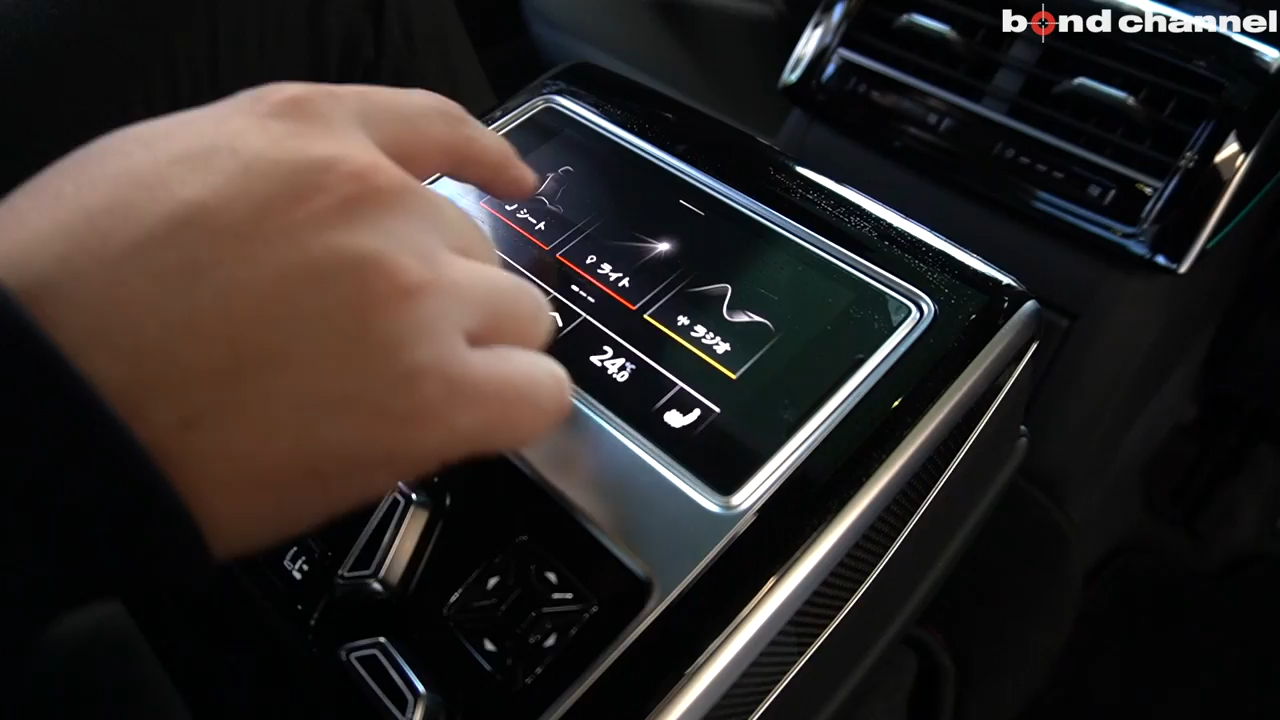 bond channel
シート
ライト
ラジオ
---
24.0℃